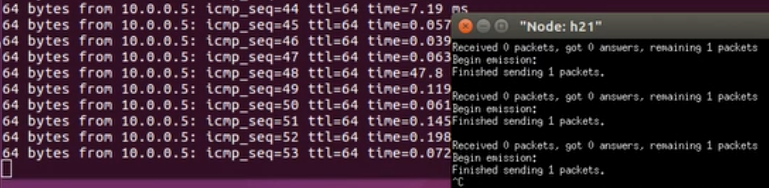 64 bytes from 10.0.0.5: icmp_seq=44 ttl=64 time=7.19 ms
64 bytes from 10.0.0.5: icmp_seq=45 ttl=64 time=0.057
64 bytes from 10.0.0.5: icmp_seq=46 ttl=64 time=0.039
64 bytes from 10.0.0.5: icmp_seq=47 ttl=64 time=0.063
64 bytes from 10.0.0.5: icmp_seq=48 ttl=64 time=47.8
64 bytes from 10.0.0.5: icmp_seq=49 ttl=64 time=0.119
64 bytes from 10.0.0.5: icmp_seq=50 ttl=64 time=0.061
64 bytes from 10.0.0.5: icmp_seq=51 ttl=64 time=0.145
64 bytes from 10.0.0.5: icmp_seq=52 ttl=64 time=0.198
64 bytes from 10.0.0.5: icmp_seq=53 ttl=64 time=0.072
"Node: h21"
Received 0 packets, got 0 answers, remaining 1 packets
Begin emission:
Finished sending 1 packets.
Received 0 packets, got 0 answers, remaining 1 packets
Begin emission:
Finished sending 1 packets.
Received 0 packets, got 0 answers, remaining 1 packets
Begin emission:
Finished sending 1 packets.
^C